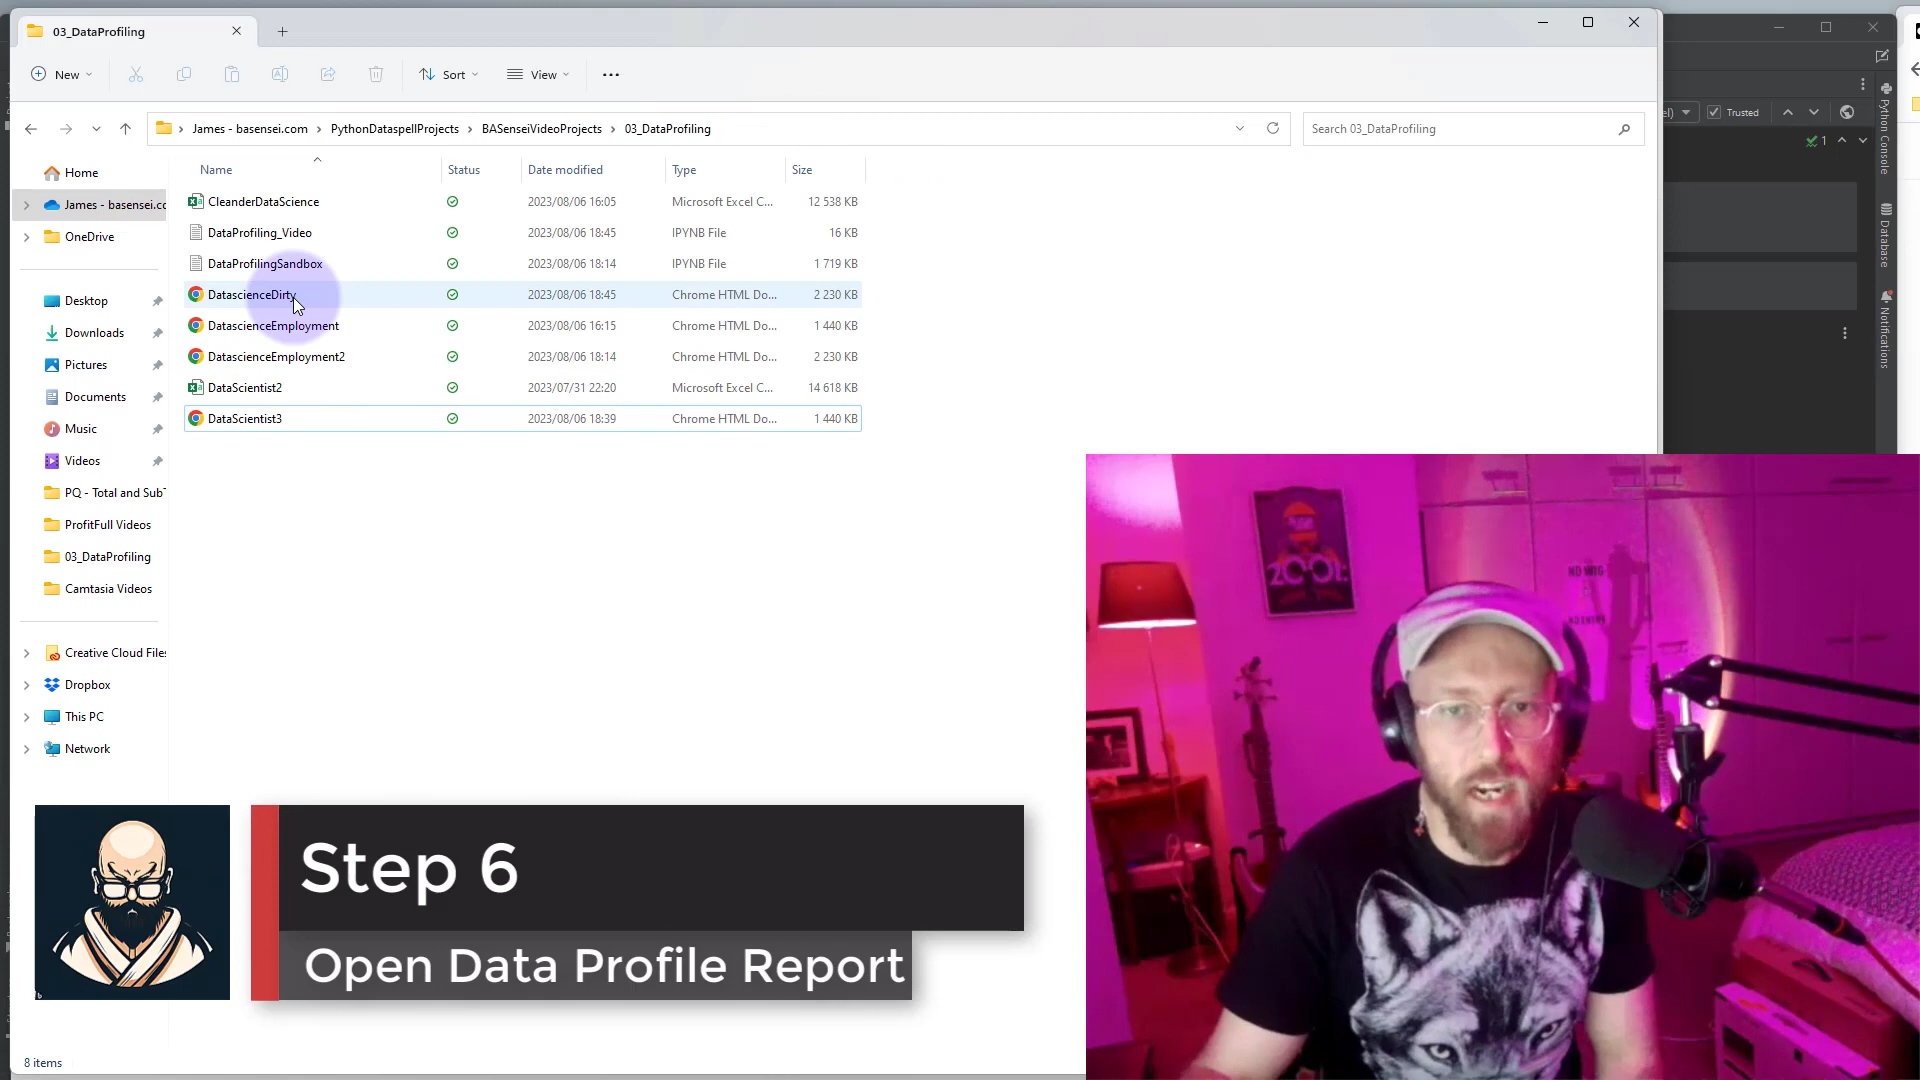 03_DataProfiling
New
Sort
View
James - basensei.com
PythonDataspellProjects
BASenseiVideoProjects
03_DataProfiling
Search 03_DataProfiling
Trusted
Python Console
1
Database
Notifications
Home
James - basensei.cc
OneDrive
Desktop
Downloads
Pictures
Documents
Music
Videos
PQ - Total and Sub
ProfitFull Videos
03_DataProfiling
Camtasia Videos
Creative Cloud Files
Dropbox
This PC
Network
Name Status Date modified Type Size
CleanderDataScience 2023/08/06 16:05 Microsoft Excel C... 12 538 KB
DataProfiling_Video 2023/08/06 18:45 IPYNB File 16 KB
DataProfilingSandbox 2023/08/06 18:14 IPYNB File 1 719 KB
DatascienceDirty 2023/08/06 18:45 Chrome HTML Do... 2 230 KB
DatascienceEmployment 2023/08/06 16:15 Chrome HTML Do... 1 440 KB
DatascienceEmployment2 2023/08/06 18:14 Chrome HTML Do... 2 230 KB
DataScientist2 2023/07/31 22:20 Microsoft Excel C... 14 618 KB
DataScientist3 2023/08/06 18:39 Chrome HTML Do... 1 440 KB
Step 6
Open Data Profile Report
8 items